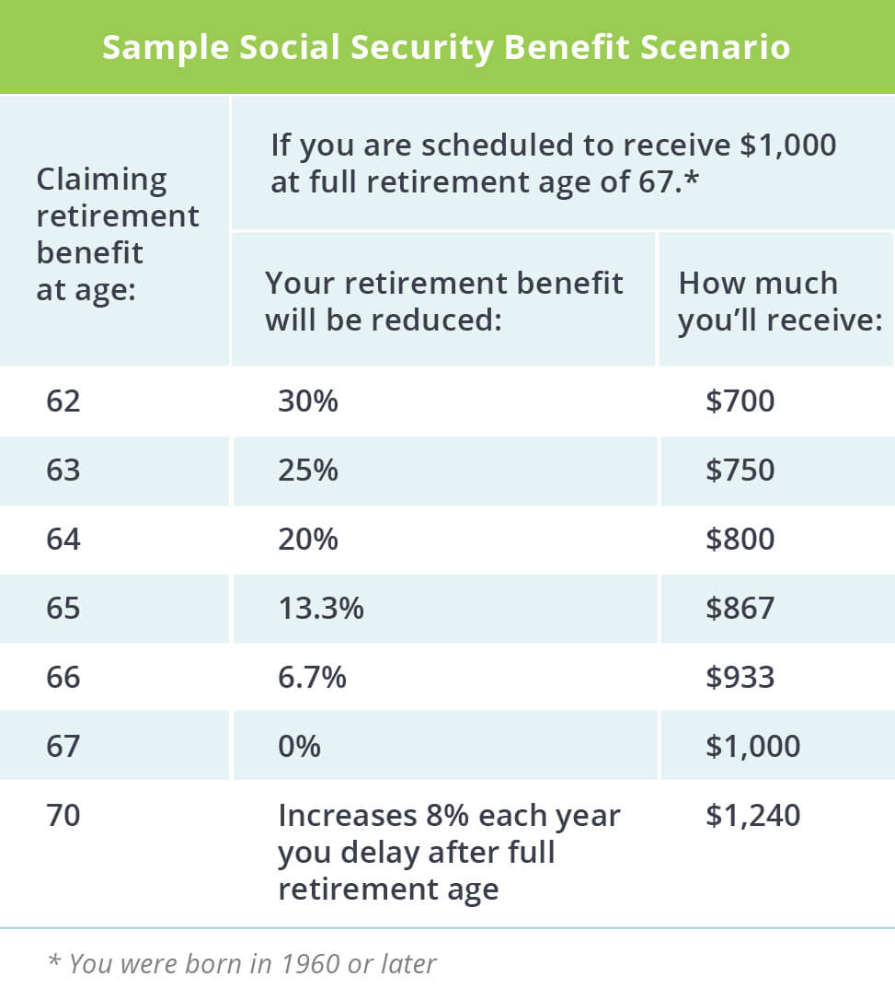 Sample Social Security Benefit Scenario
Claiming
retirement
benefit
at age:
If you are scheduled to receive $1,000
at full retirement age of 67.*
Your retirement benefit
will be reduced:
How much
you’ll receive:
62 30% $700
63 25% $750
64 20% $800
65 13.3% $867
66 6.7% $933
67 0% $1,000
70 Increases 8% each year $1,240
you delay after full
retirement age
* You were born in 1960 or later